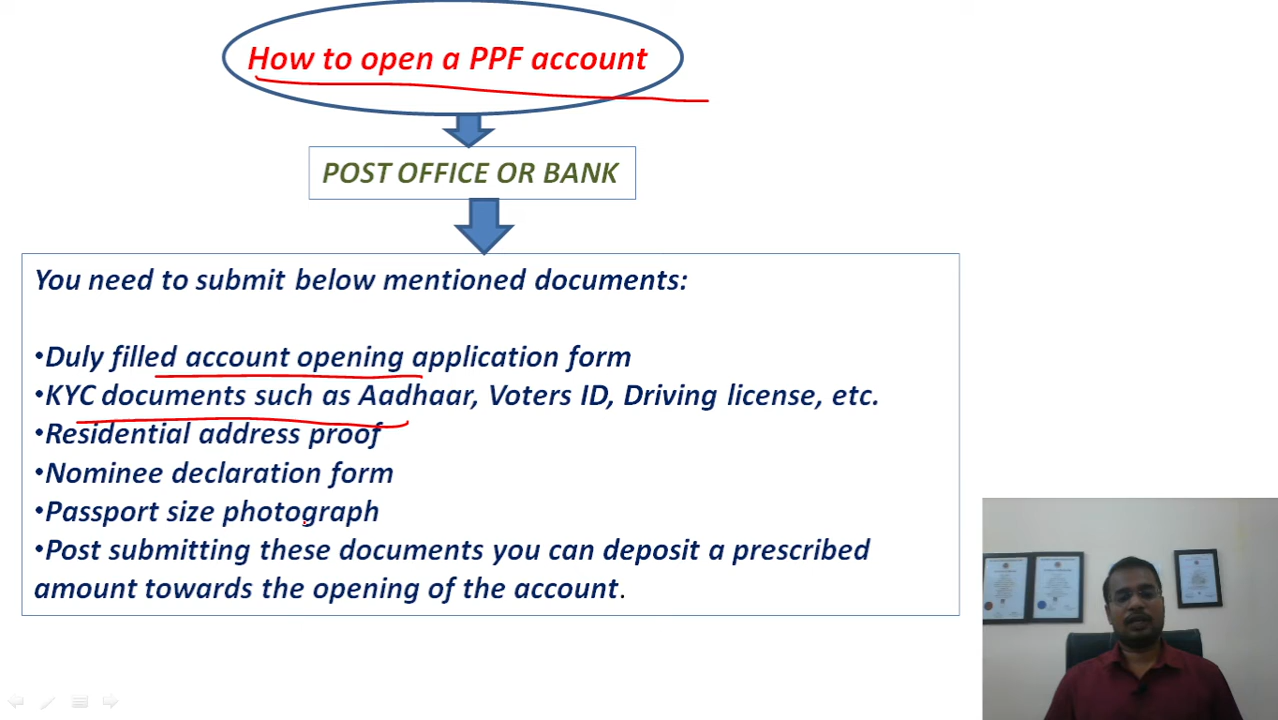 How to open a PPF account
POST OFFICE OR BANK
You need to submit below mentioned documents:
•Duly filled account opening application form
•KYC documents such as Aadhaar, Voters ID, Driving license, etc.
•Residential address proof
•Nominee declaration form
•Passport size photograph
•Post submitting these documents you can deposit a prescribed
amount towards the opening of the account.